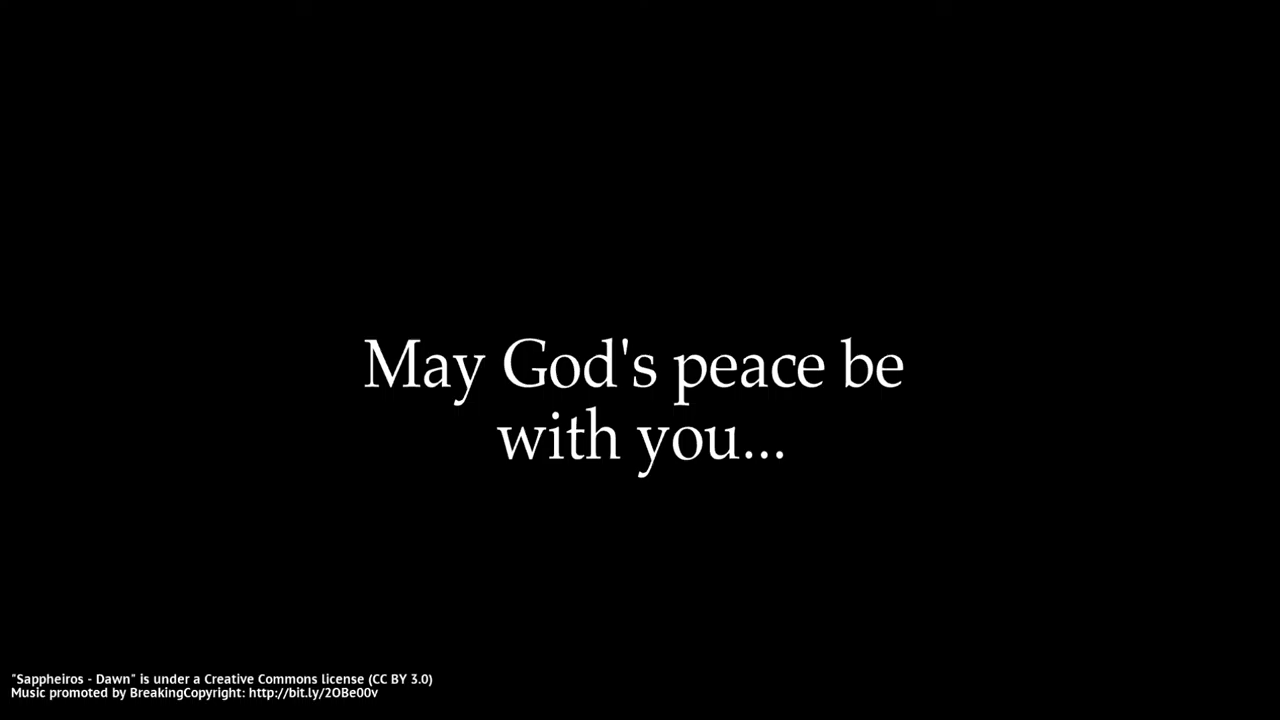 May God's peace be
with you...
"Sappheiros - Dawn" is under a Creative Commons license (CC BY 3.0)
Music promoted by BreakingCopyright: http://bit.ly/2OBe00v